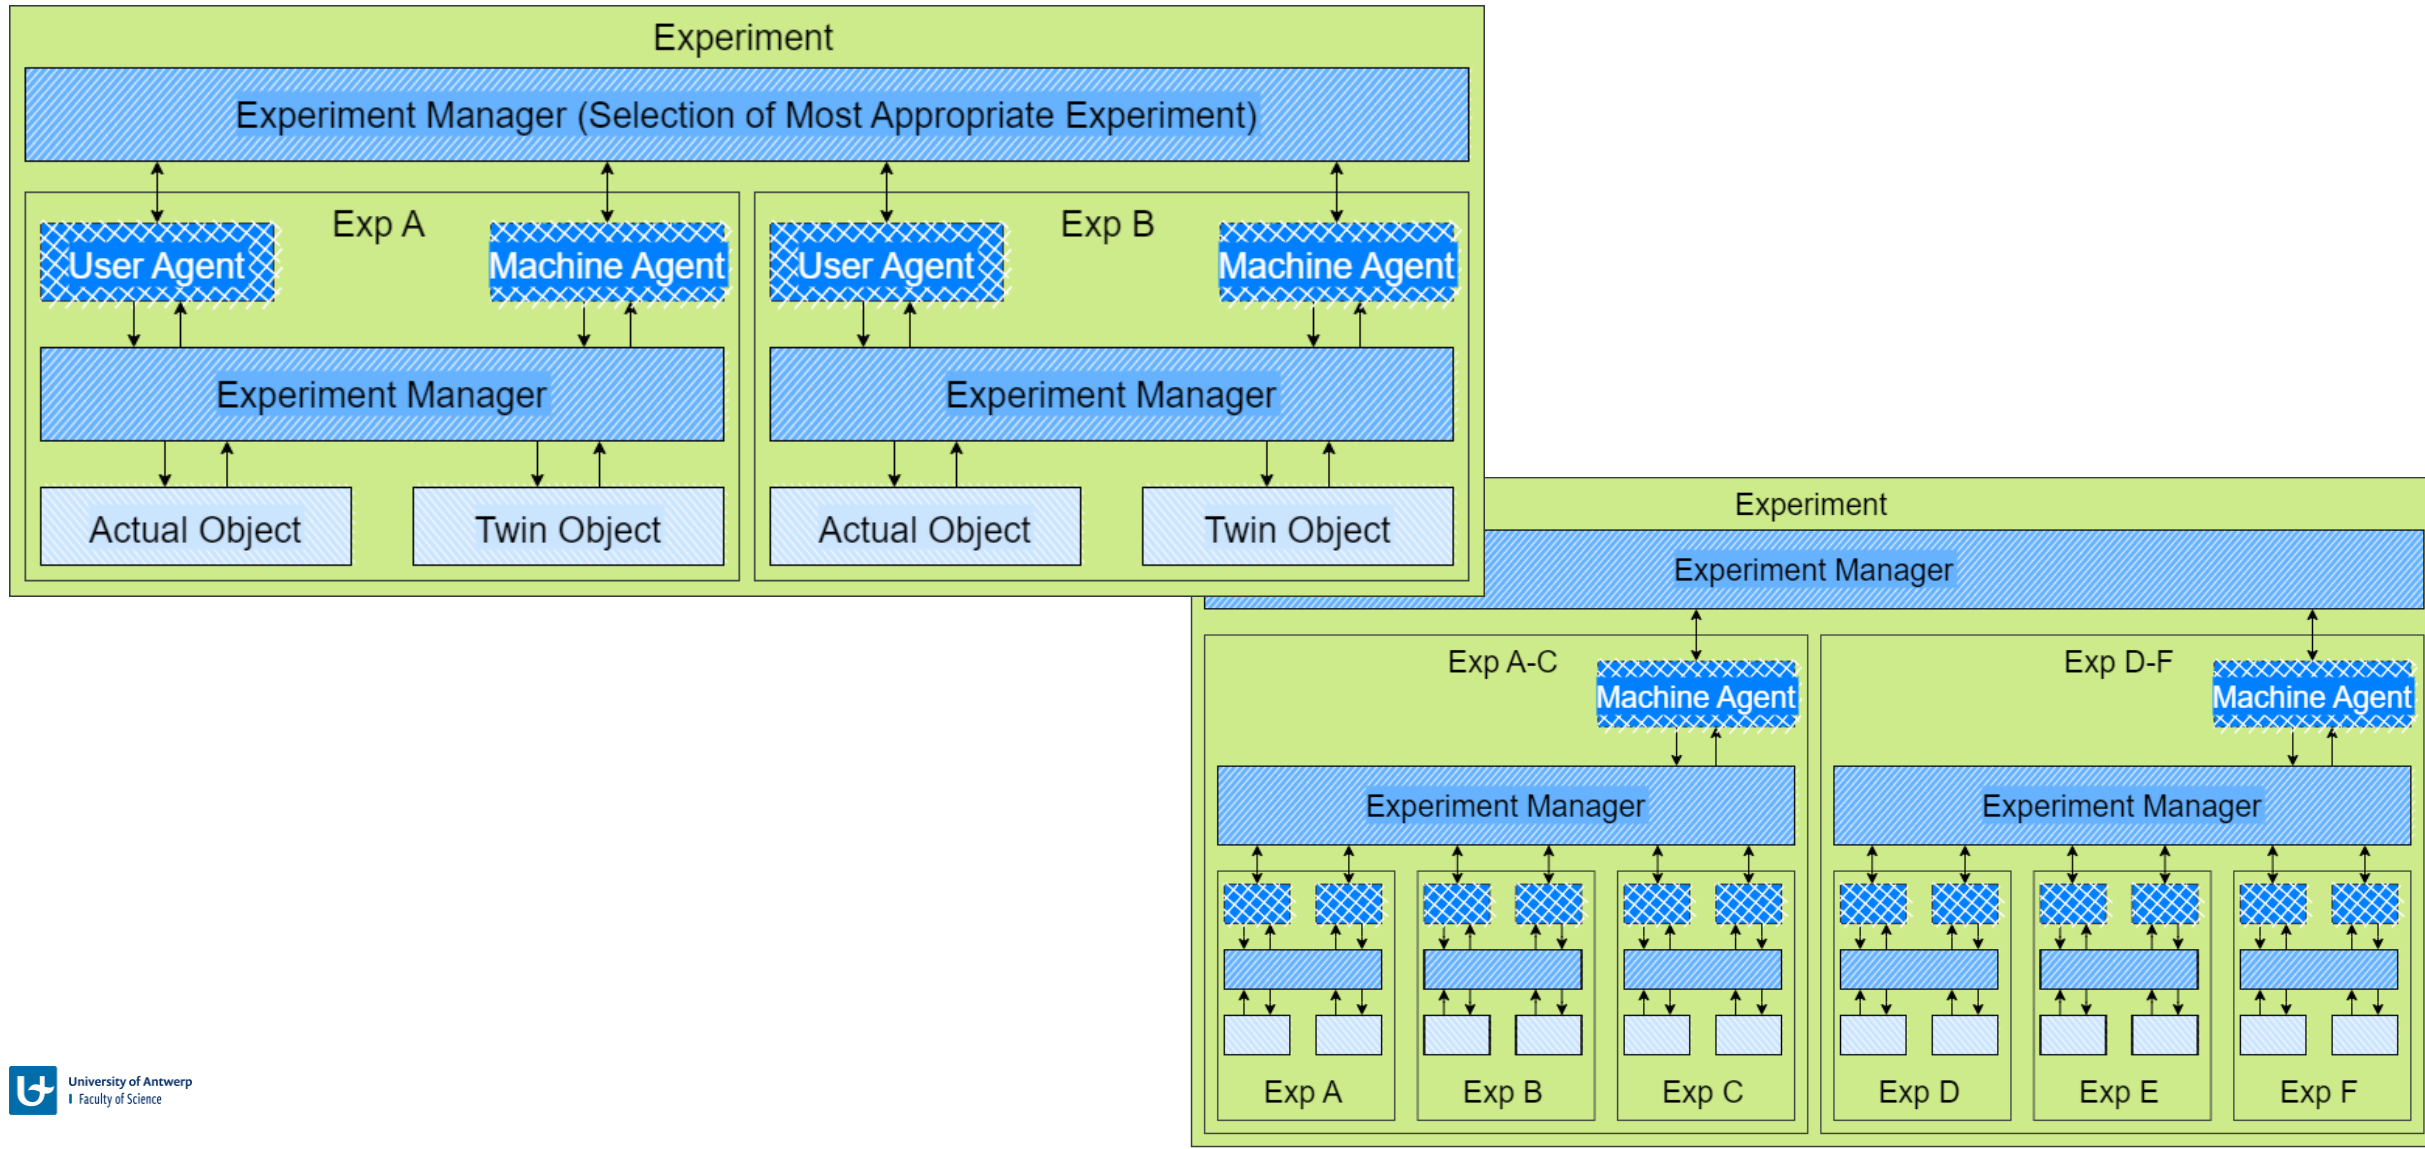 Experiment
Experiment Manager (Selection of Most Appropriate Experiment)
Exp A
User Agent
Machine Agent
Experiment Manager
Actual Object
Twin Object
Exp B
User Agent
Machine Agent
Experiment Manager
Actual Object
Twin Object
Experiment
Experiment Manager
Exp A-C
Machine Agent
Experiment Manager
Exp A
Exp B
Exp C
Exp D-F
Machine Agent
Experiment Manager
Exp D
Exp E
Exp F
University of Antwerp
Faculty of Science